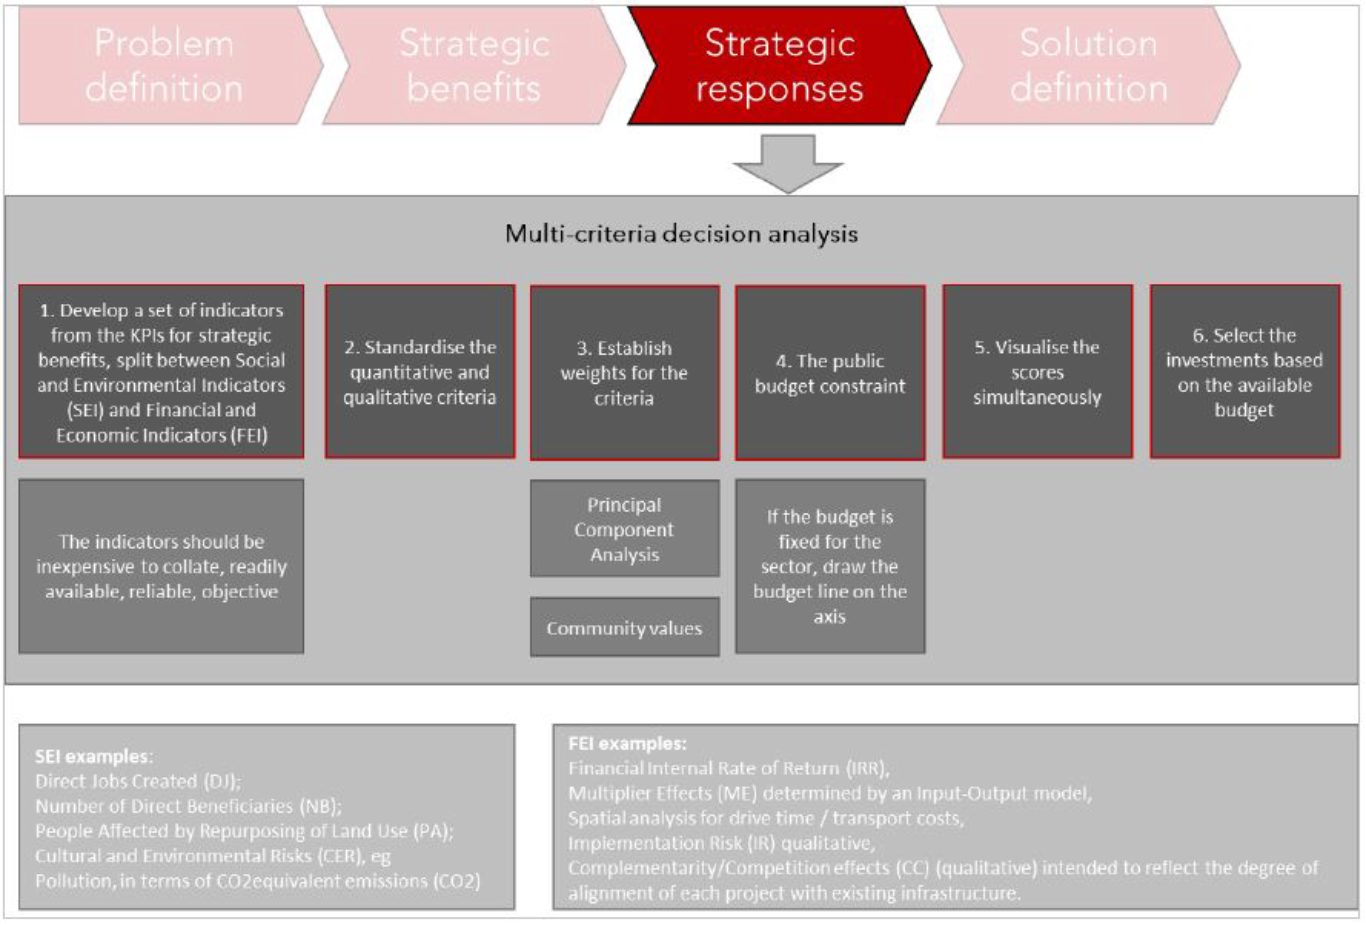 Problem
definition
Strategic
benefits
Strategic
responses
Solution
definition
Multi-criteria decision analysis
1. Develop a set of indicators
from the KPIs for strategic
benefits, split between Social
and Environmental Indicators
(SEI) and Financial and
Economic Indicators (FEI)
2. Standardise the
quantitative and
qualitative criteria
3. Establish
weights for the
criteria
4. The public
budget constraint
5. Visualise the
scores
simultaneously
6. Select the
investments based
on the available
budget
The indicators should be
inexpensive to collate, readily
available, reliable, objective
Principal
Component
Analysis
Community values
If the budget is
fixed for the
sector, draw the
budget line on the
axis
SEI examples:
Direct Jobs Created (DJ);
Number of Direct Beneficiaries (NB);
People Affected by Repurposing of Land Use (PA);
Cultural and Environmental Risks (CER), eg
Pollution, in terms of CO2equivalent emissions (CO2)
FEI examples:
Financial Internal Rate of Return (IRR),
Multiplier Effects (ME) determined by an Input-Output model,
Spatial analysis for drive time / transport costs,
Implementation Risk (IR) qualitative,
Complementarity/Competition effects (CC) (qualitative) intended to reflect the degree of
alignment of each project with existing infrastructure.